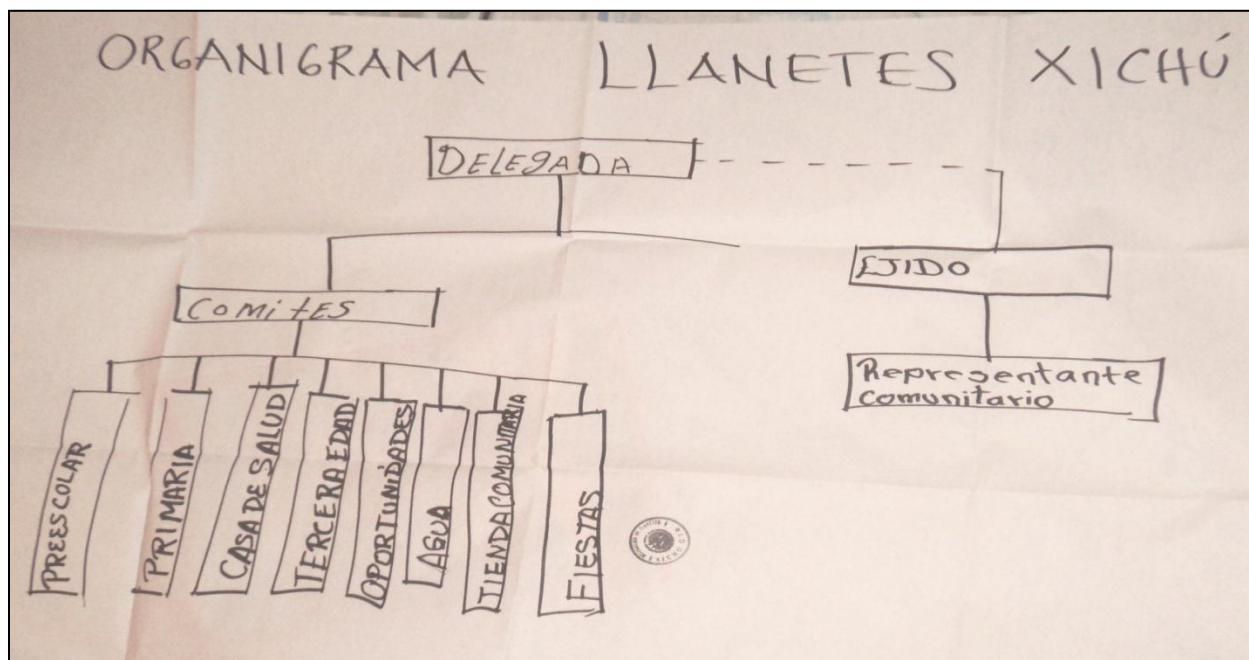 ORGANIGRAMA LLANETES XICHÚ
DELEGADA
EJIDO
COMITES
Representante
comunitario
PREESCOLAR
PRIMARIA
CASA DE SALUD
TERCERA EDAD
OPORTUNIDADES
AGUA
TIENDA COMUNITARIA
FIESTAS